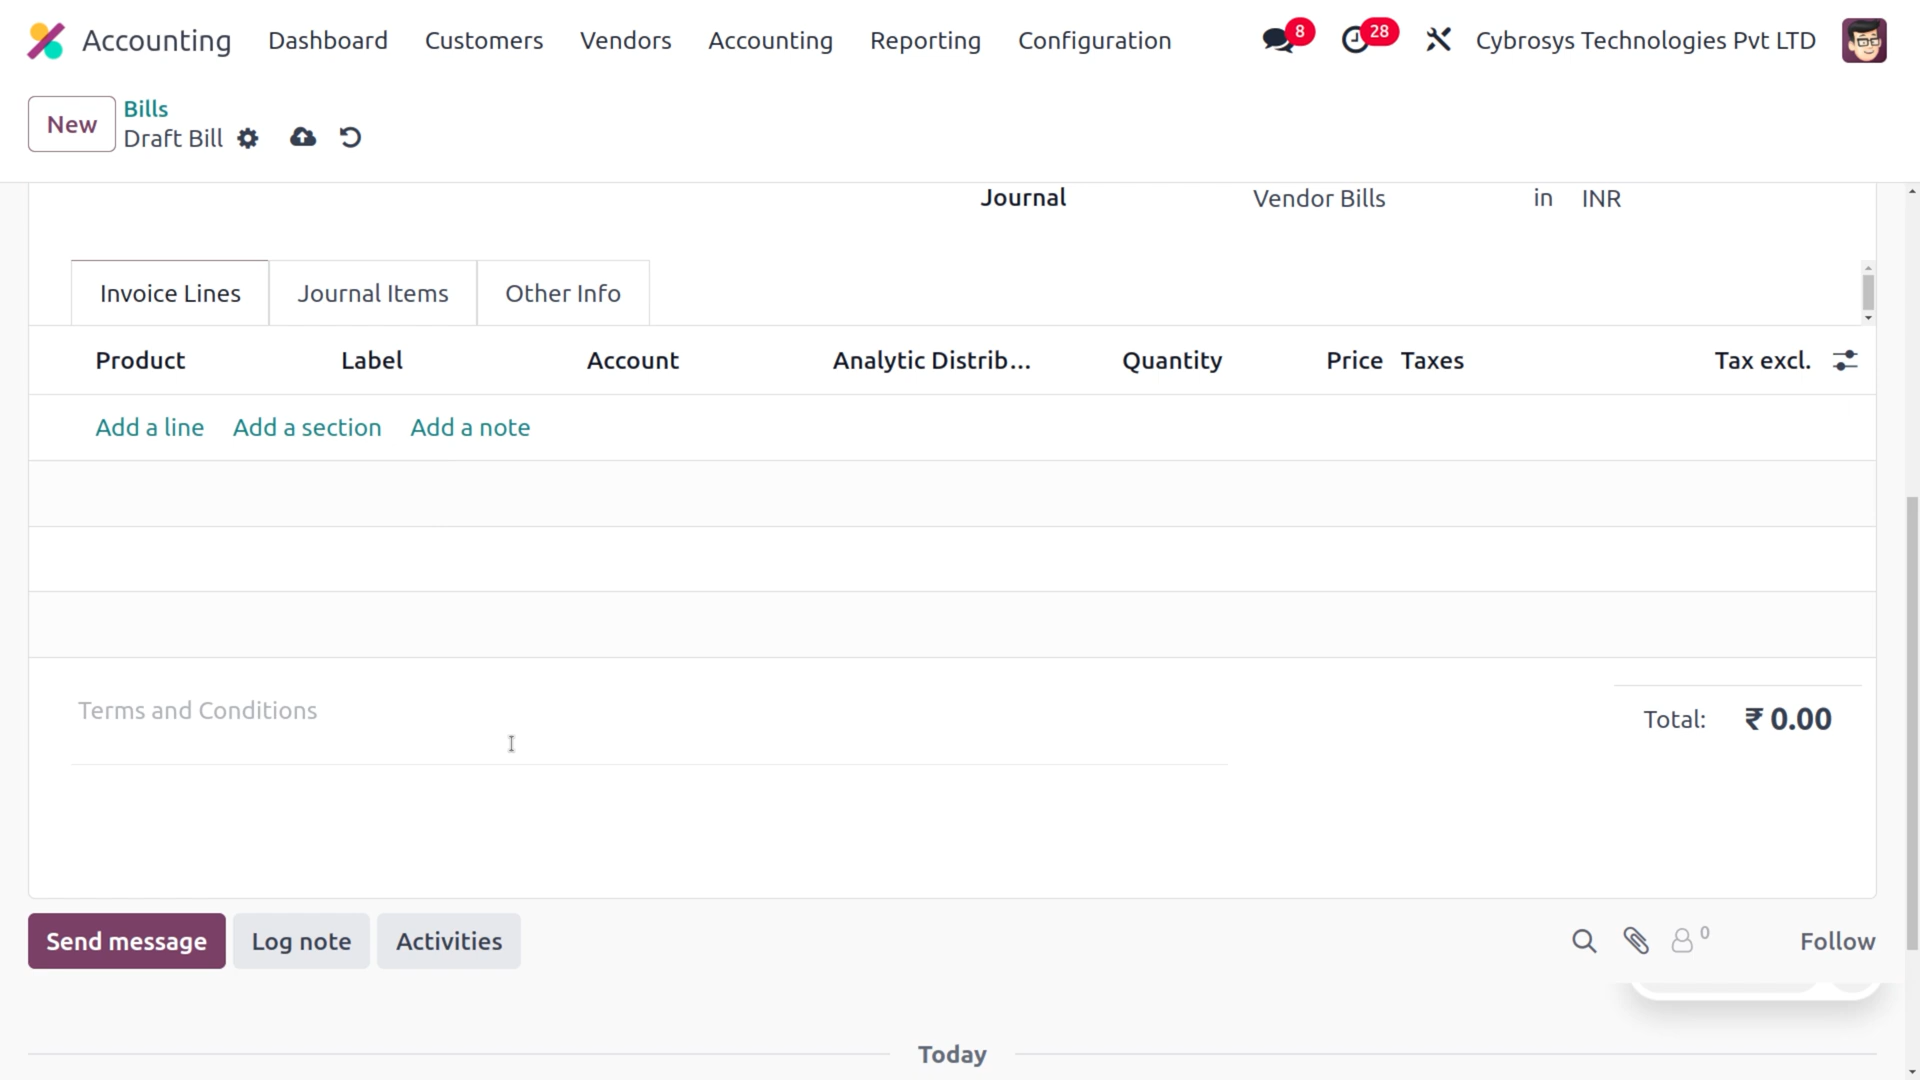 Accounting Dashboard Customers Vendors Accounting Reporting Configuration 8 28 Cybrosys Technologies Pvt LTD
New Bills
Draft Bill
Journal Vendor Bills in INR
Invoice Lines Journal Items Other Info
Product Label Account Analytic Distrib... Quantity Price Taxes Tax excl.
Add a line Add a section Add a note
Terms and Conditions
Total: ₹ 0.00
Send message Log note Activities 0 Follow
Today